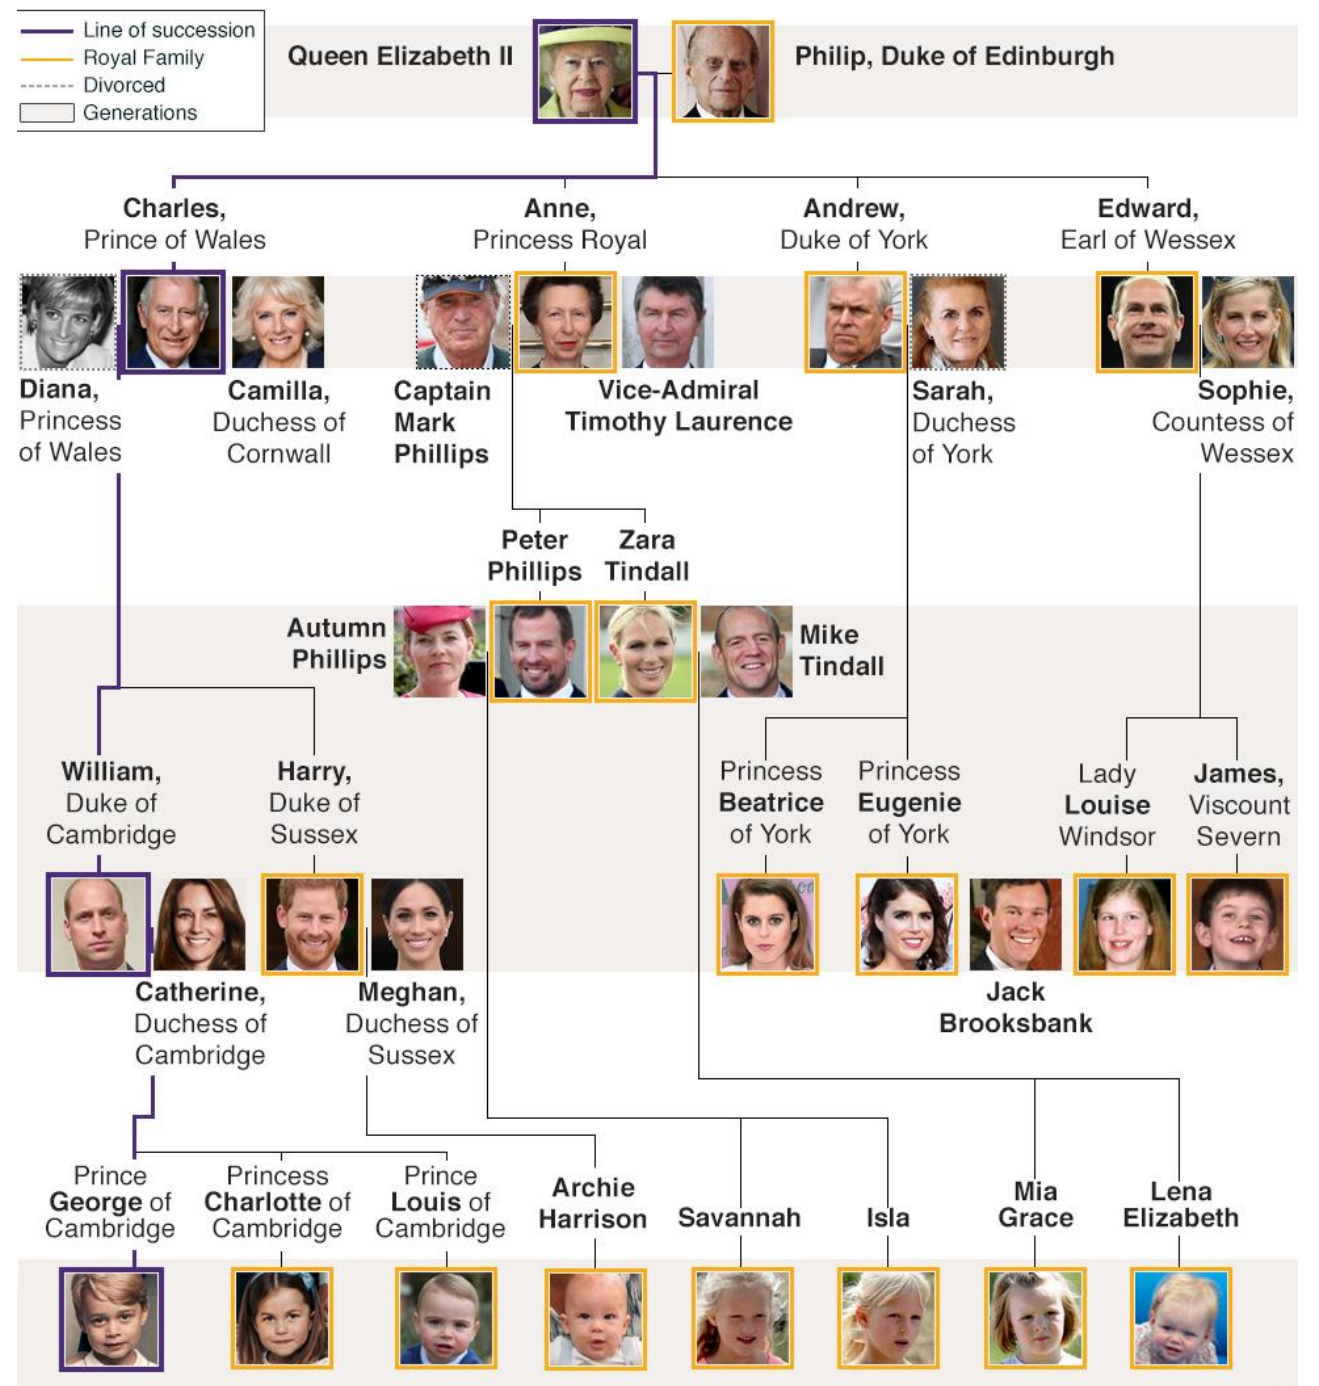 Line of succession
Royal Family
Divorced
Generations
Queen Elizabeth II
Philip, Duke of Edinburgh
Charles,
Prince of Wales
Anne,
Princess Royal
Andrew,
Duke of York
Edward,
Earl of Wessex
Diana,
Princess
of Wales
Camilla,
Duchess of
Cornwall
Captain
Mark
Phillips
Vice-Admiral
Timothy Laurence
Sarah,
Duchess
of York
Sophie,
Countess of
Wessex
Peter
Phillips
Zara
Tindall
Autumn
Phillips
Mike
Tindall
William,
Duke of
Cambridge
Harry,
Duke of
Sussex
Princess
Beatrice
of York
Princess
Eugenie
of York
Lady
Louise
Windsor
James,
Viscount
Severn
Catherine,
Duchess of
Cambridge
Meghan,
Duchess of
Sussex
Jack
Brooksbank
Prince
George of
Cambridge
Princess
Charlotte of
Cambridge
Prince
Louis of
Cambridge
Archie
Harrison
Savannah
Isla
Mia
Grace
Lena
Elizabeth